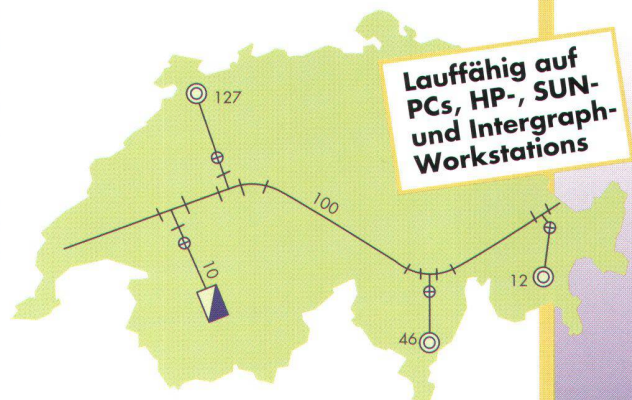 Lauffähig auf
PCs, HP-, SUN-
und Intergraph-
Workstations
127
100
10
12
46